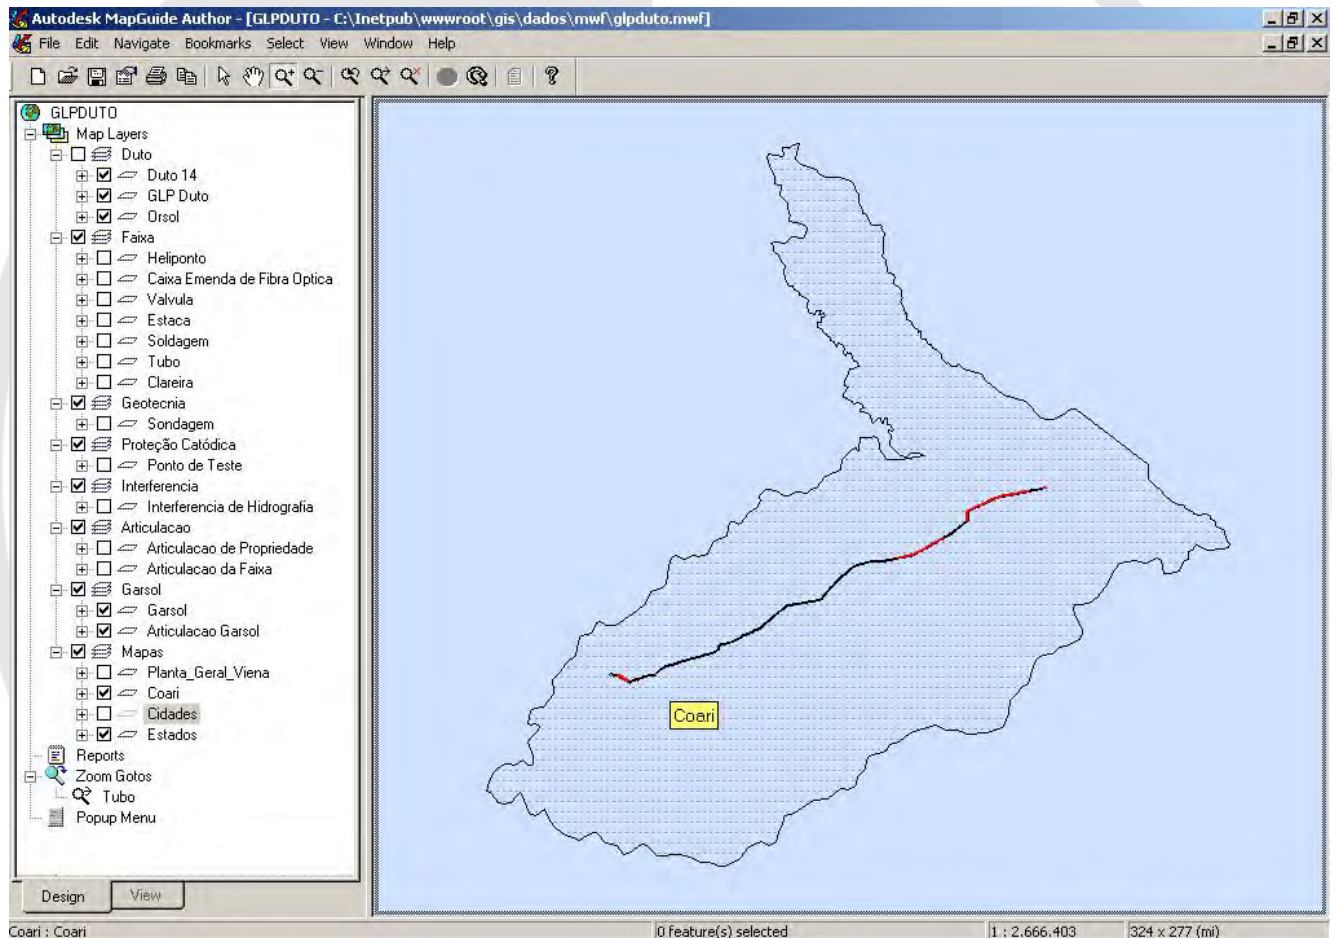 Autodesk MapGuide Author - [GLPDUTO - C:\Inetpub\wwwroot\gis\dados\mwf\glpduto.mwf]
File Edit Navigate Bookmarks Select View Window Help
GLPDUTO
Map Layers
Duto
Duto 14
GLP Duto
Orsol
Faixa
Heliponto
Caixa Emenda de Fibra Optica
Valvula
Estaca
Soldagem
Tubo
Clareira
Geotecnia
Sondagem
Proteção Catódica
Ponto de Teste
Interferencia
Interferencia de Hidrografia
Articulacao
Articulacao de Propriedade
Articulacao da Faixa
Garsol
Garsol
Articulacao Garsol
Mapas
Planta_Geral_Viena
Coari
Cidades
Estados
Reports
Zoom Gotos
Tubo
Popup Menu
Coari
Design View
Coari : Coari 0 feature(s) selected 1 : 2.666.403 324 x 277 (mi)